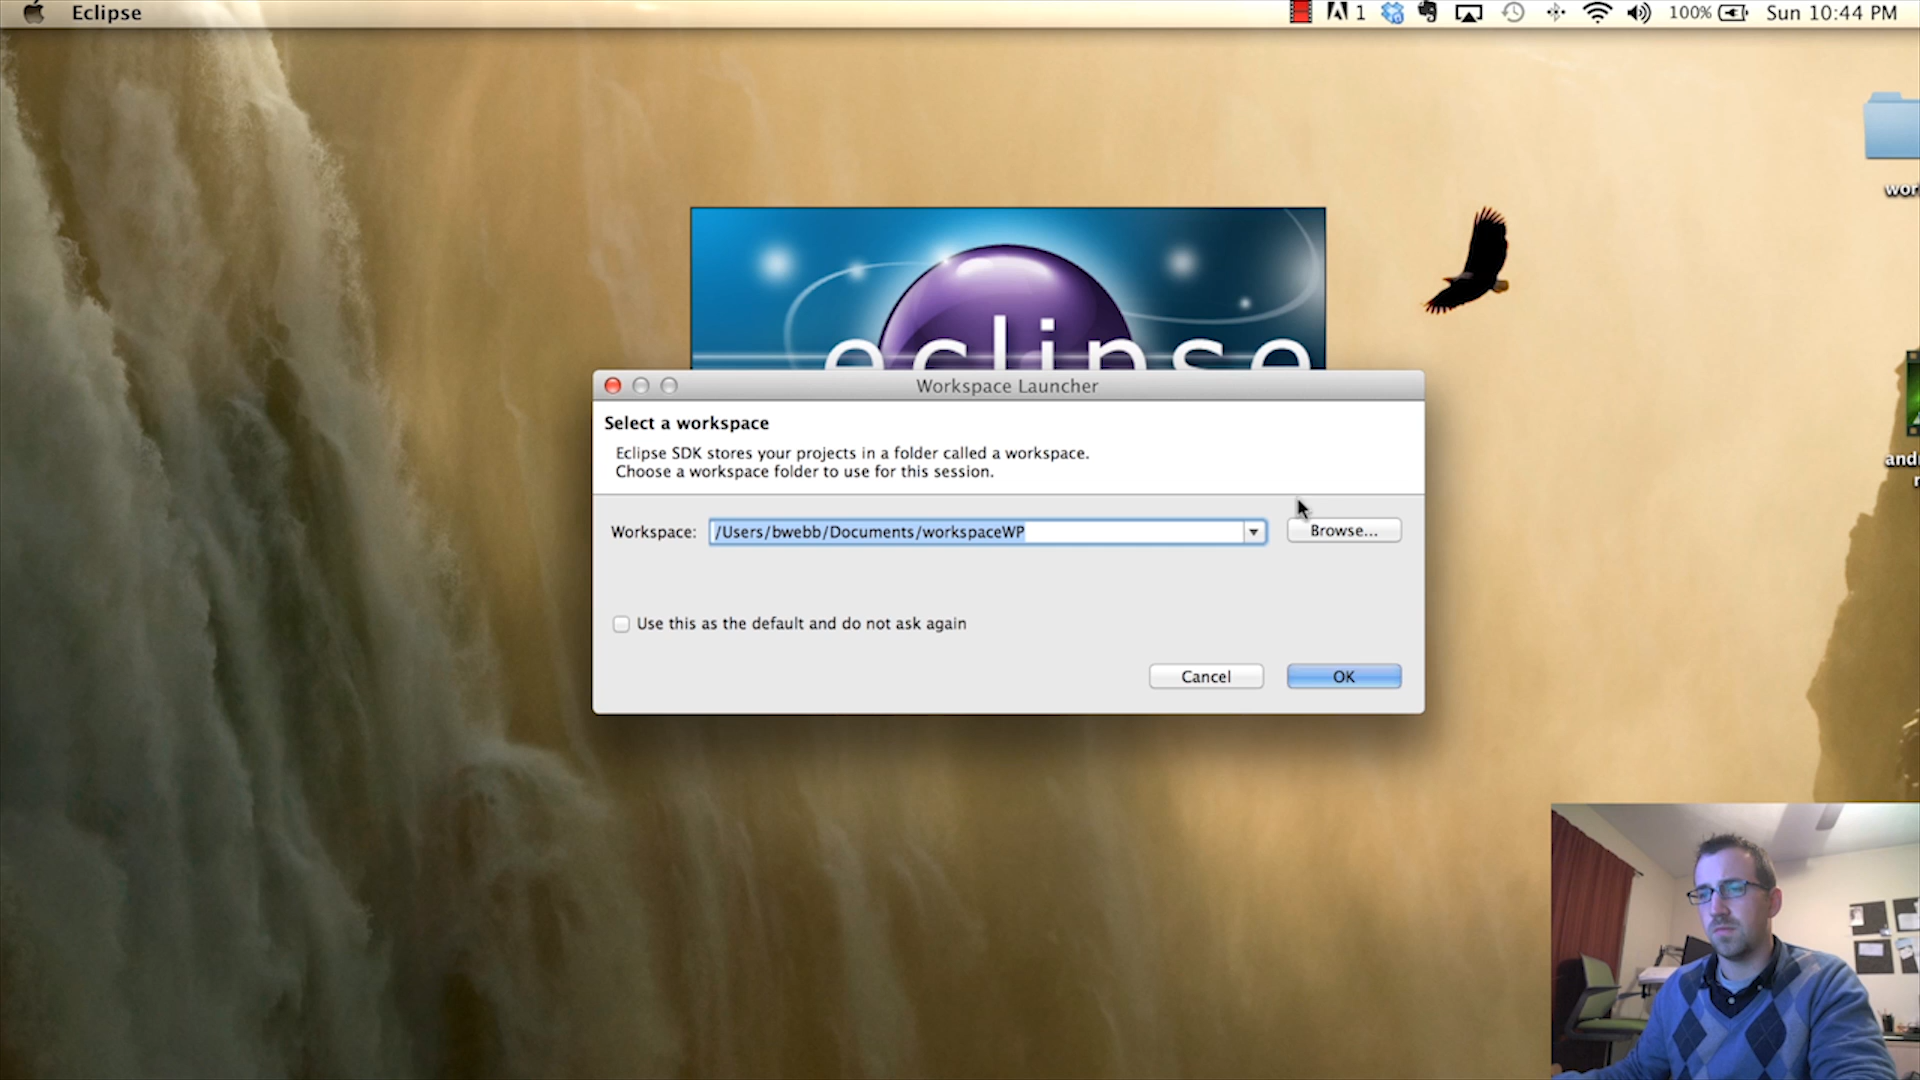 Eclipse
1
100%
Sun 10:44 PM
eclipse
Workspace Launcher
Select a workspace
Eclipse SDK stores your projects in a folder called a workspace.
Choose a workspace folder to use for this session.
Workspace:
/Users/bwebb/Documents/workspaceWP
Browse...
Use this as the default and do not ask again
Cancel
OK